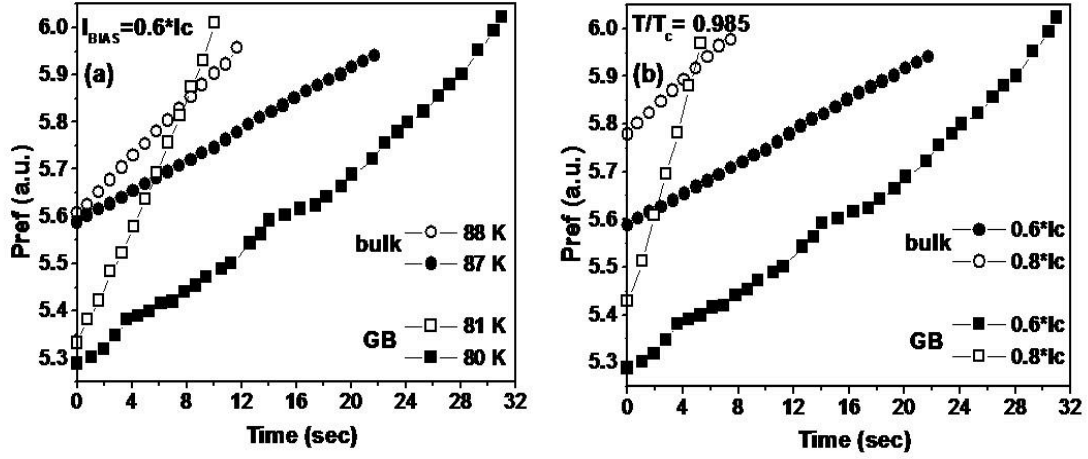 I_BIAS=0.6*Ic
(a)
Pref (a.u.)
6.0
5.9
5.8
5.7
5.6
5.5
5.4
5.3
bulk
88 K
87 K
GB
81 K
80 K
0 4 8 12 16 20 24 28 32
Time (sec)
T/T_c= 0.985
(b)
Pref (a.u.)
6.0
5.9
5.8
5.7
5.6
5.5
5.4
5.3
bulk
0.6*Ic
0.8*Ic
GB
0.6*Ic
0.8*Ic
0 4 8 12 16 20 24 28 32
Time (sec)